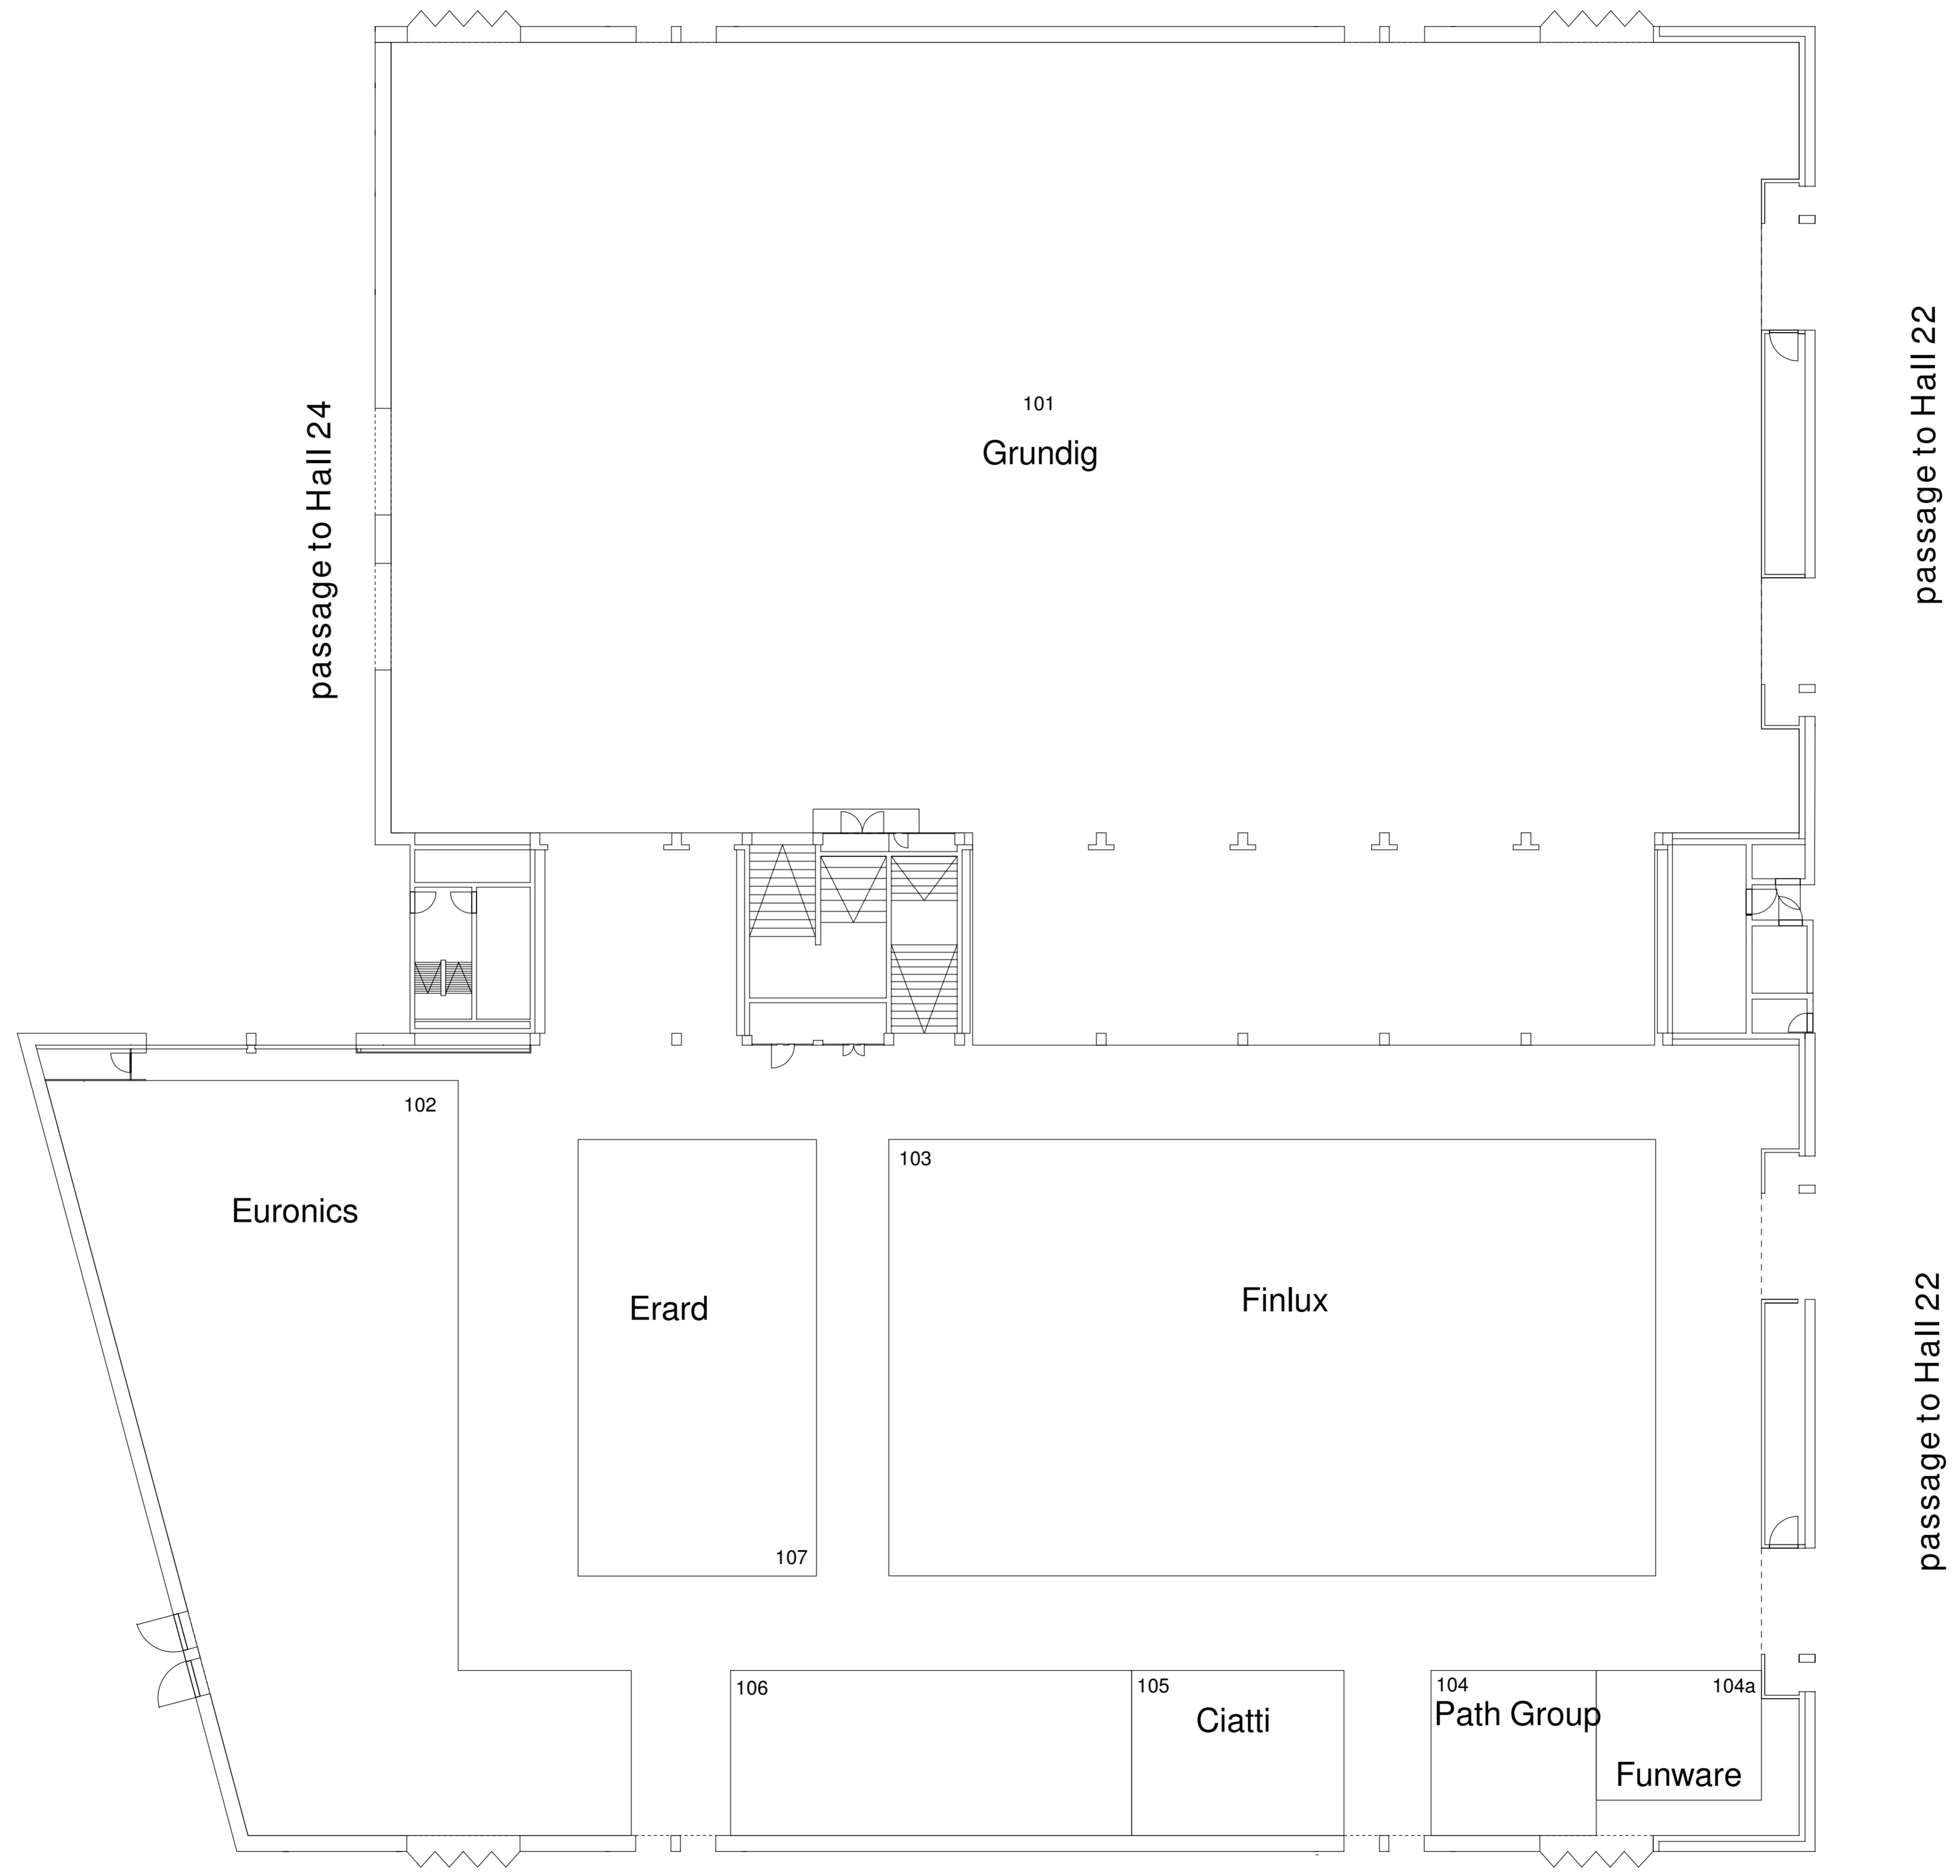 101
Grundig
passage to Hall 24
passage to Hall 22
102
Euronics
103
Erard
Finlux
107
passage to Hall 22
106
105
Ciatti
104
Path Group
104a
Funware